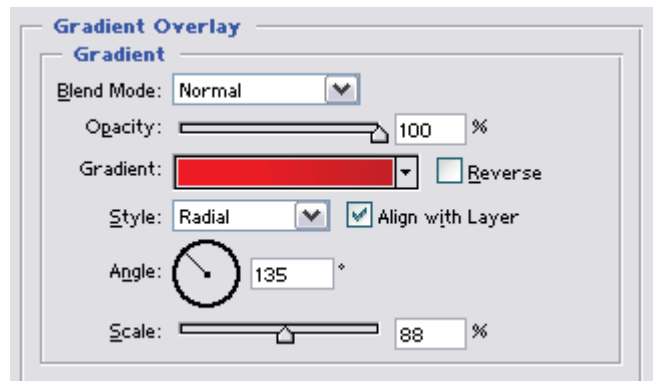 Gradient Overlay
Gradient
Blend Mode: Normal
Opacity: 100 %
Gradient: Reverse
Style: Radial Align with Layer
Angle: 135 °
Scale: 88 %